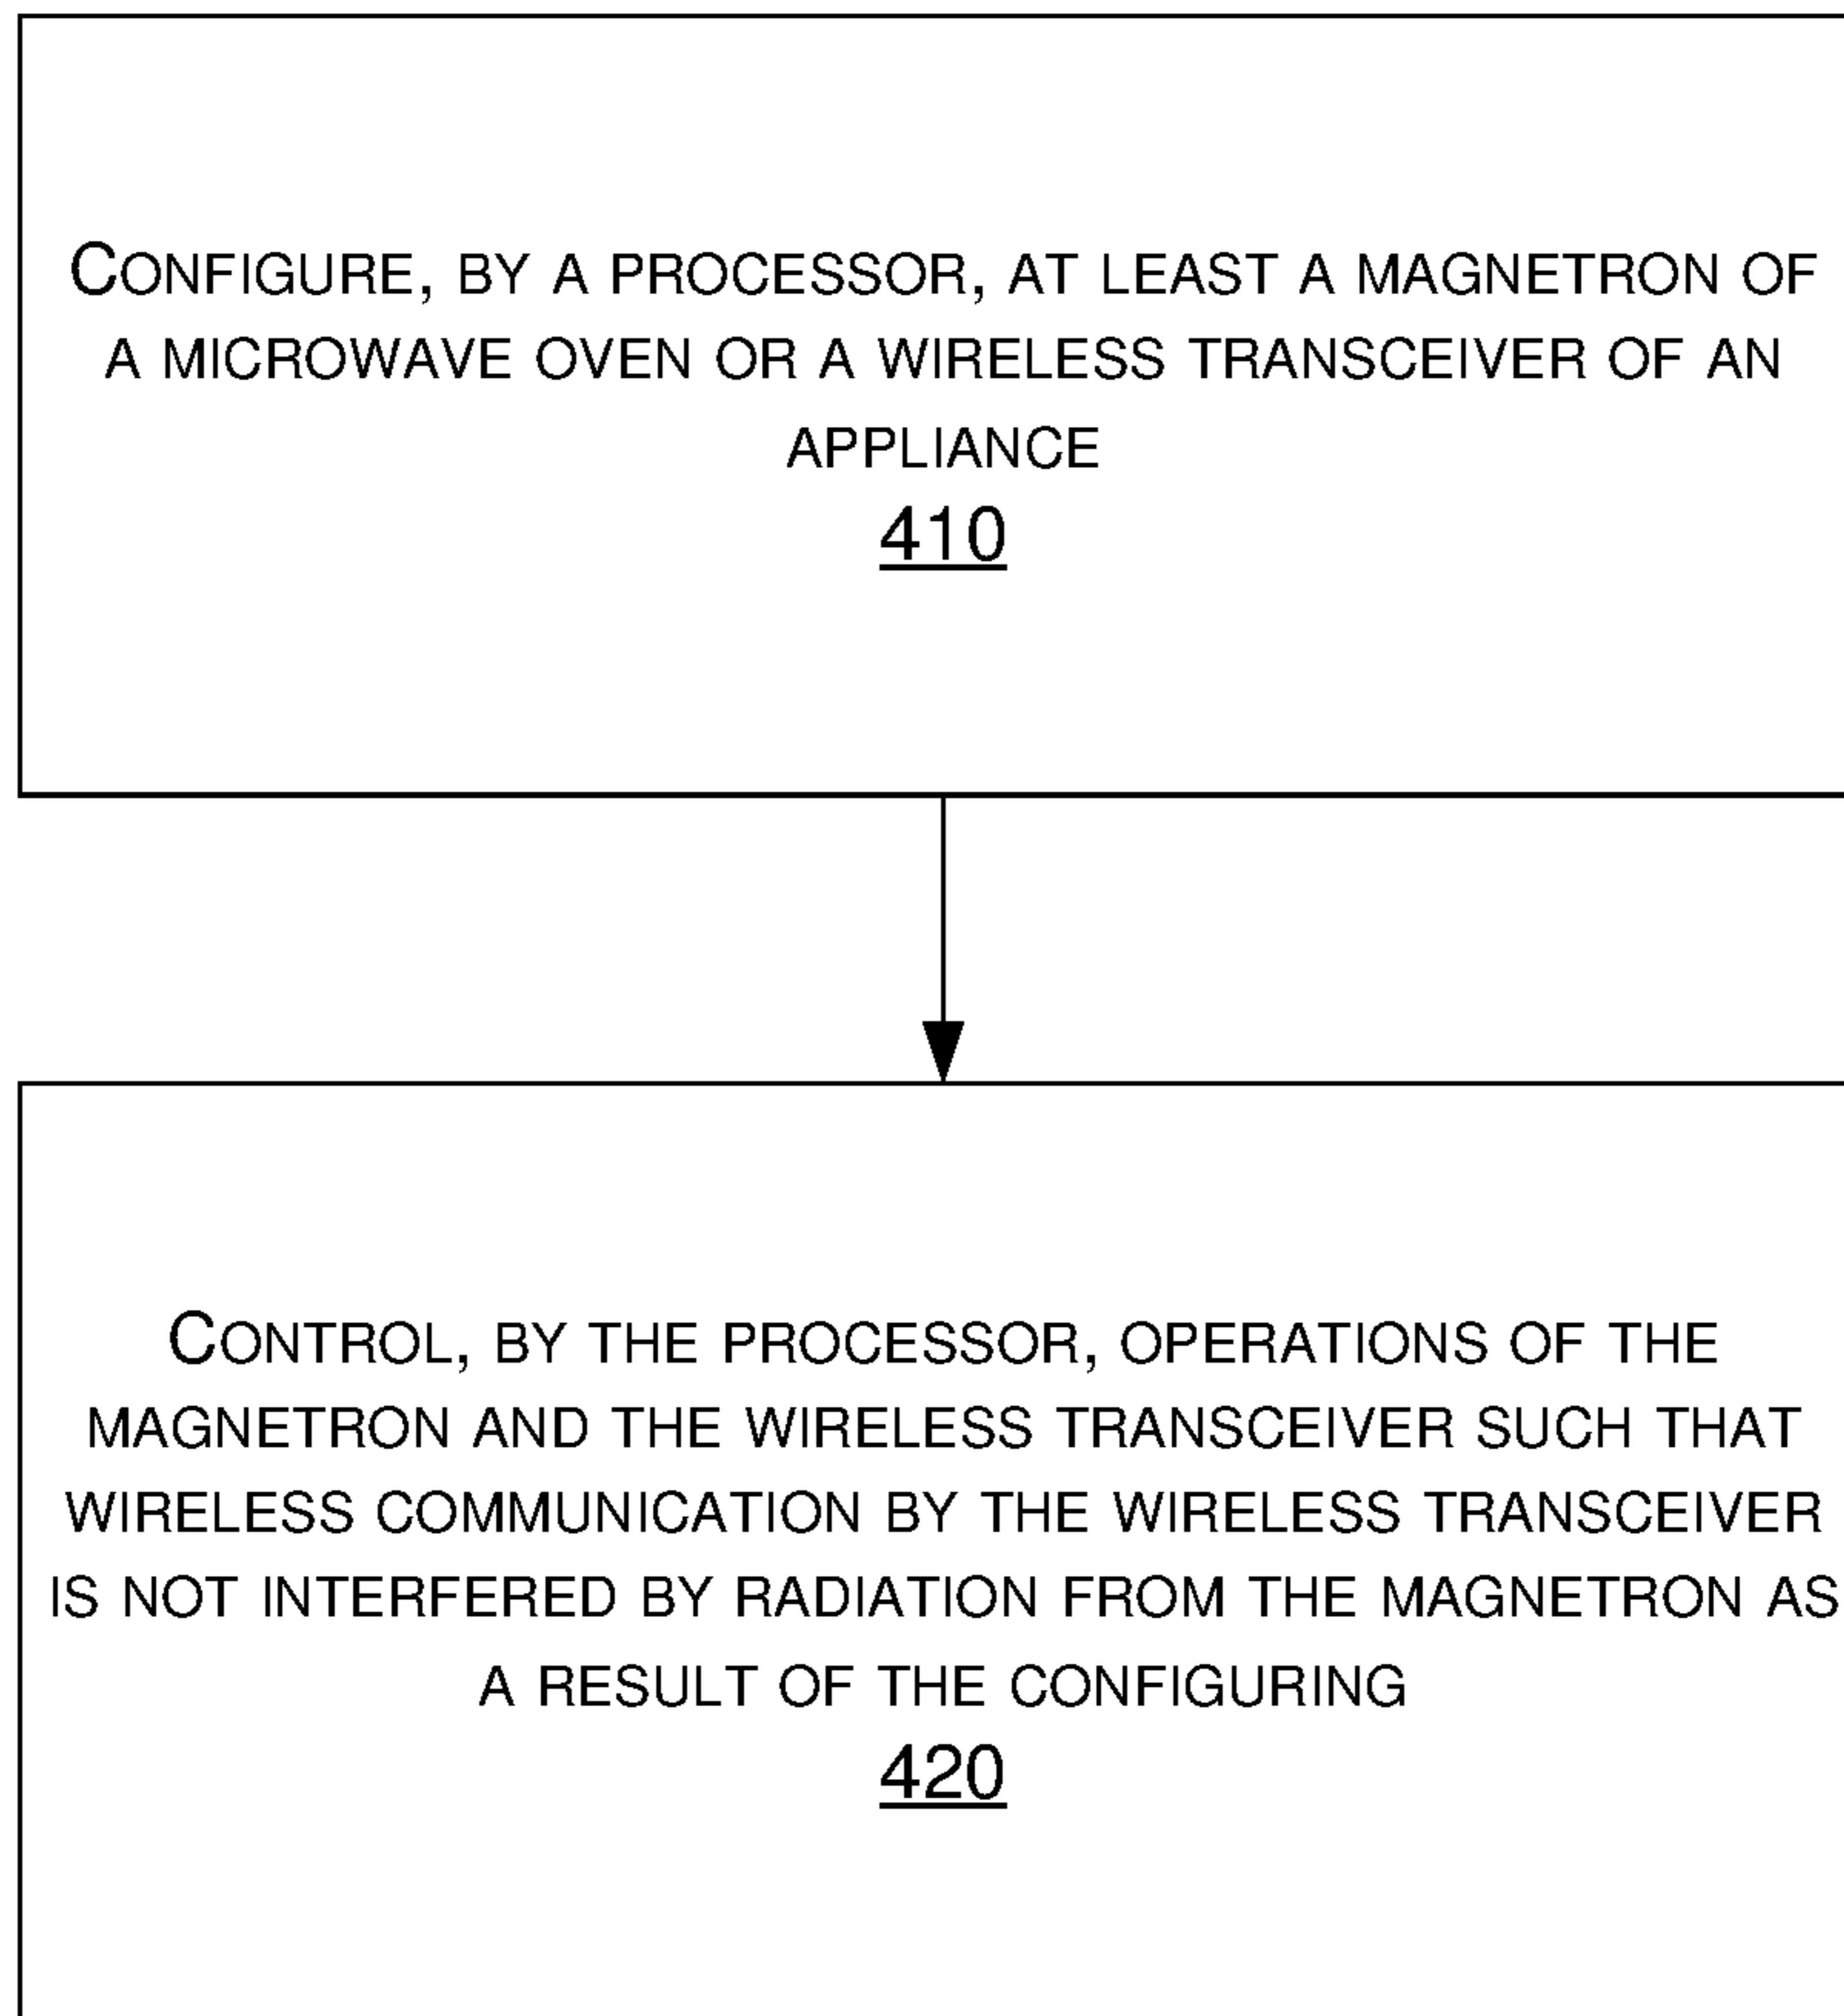 CONFIGURE, BY A PROCESSOR, AT LEAST A MAGNETRON OF
A MICROWAVE OVEN OR A WIRELESS TRANSCEIVER OF AN
APPLIANCE
410
CONTROL, BY THE PROCESSOR, OPERATIONS OF THE
MAGNETRON AND THE WIRELESS TRANSCEIVER SUCH THAT
WIRELESS COMMUNICATION BY THE WIRELESS TRANSCEIVER
IS NOT INTERFERED BY RADIATION FROM THE MAGNETRON AS
A RESULT OF THE CONFIGURING
420